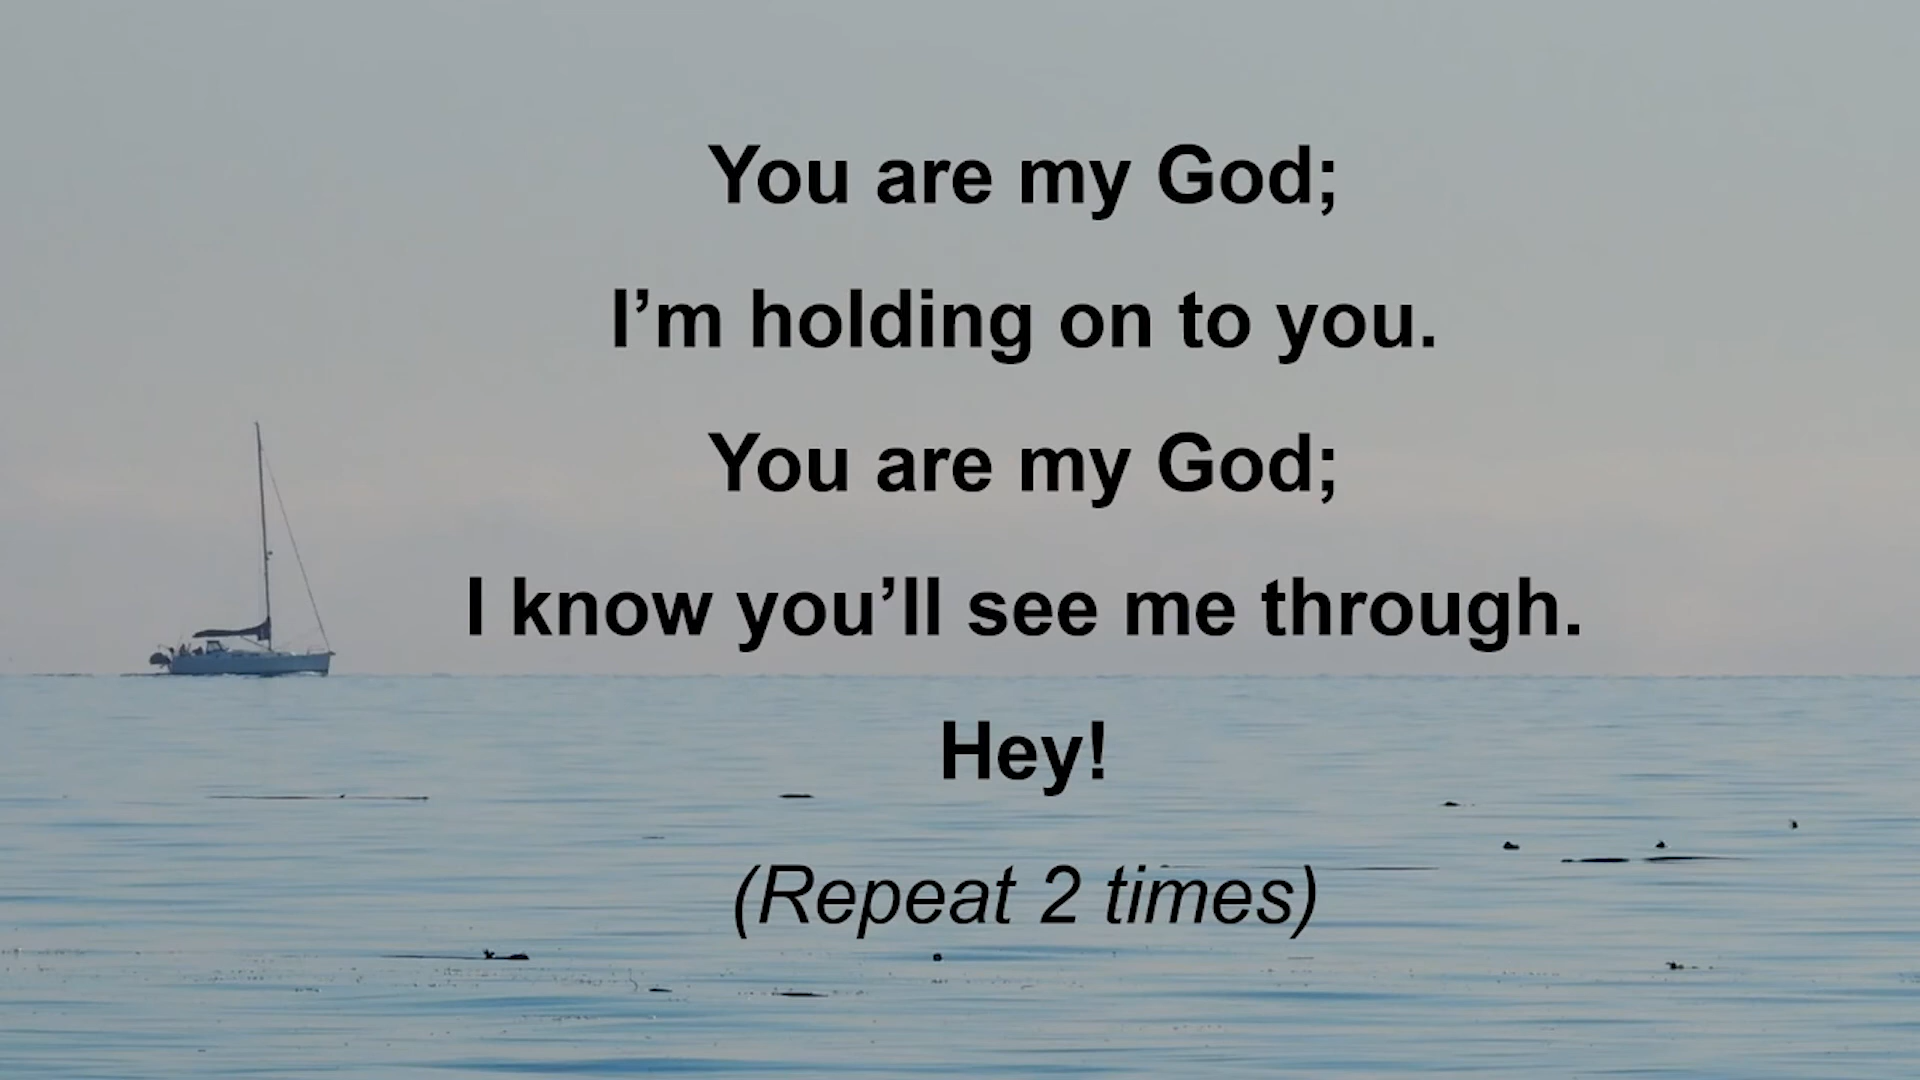 You are my God;
I’m holding on to you.
You are my God;
I know you’ll see me through.
Hey!
(Repeat 2 times)